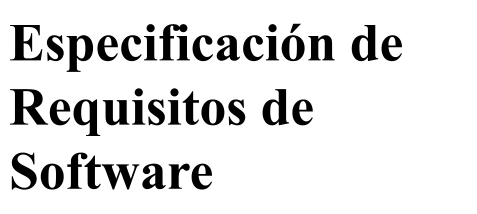 Especificación de
Requisitos de
Software